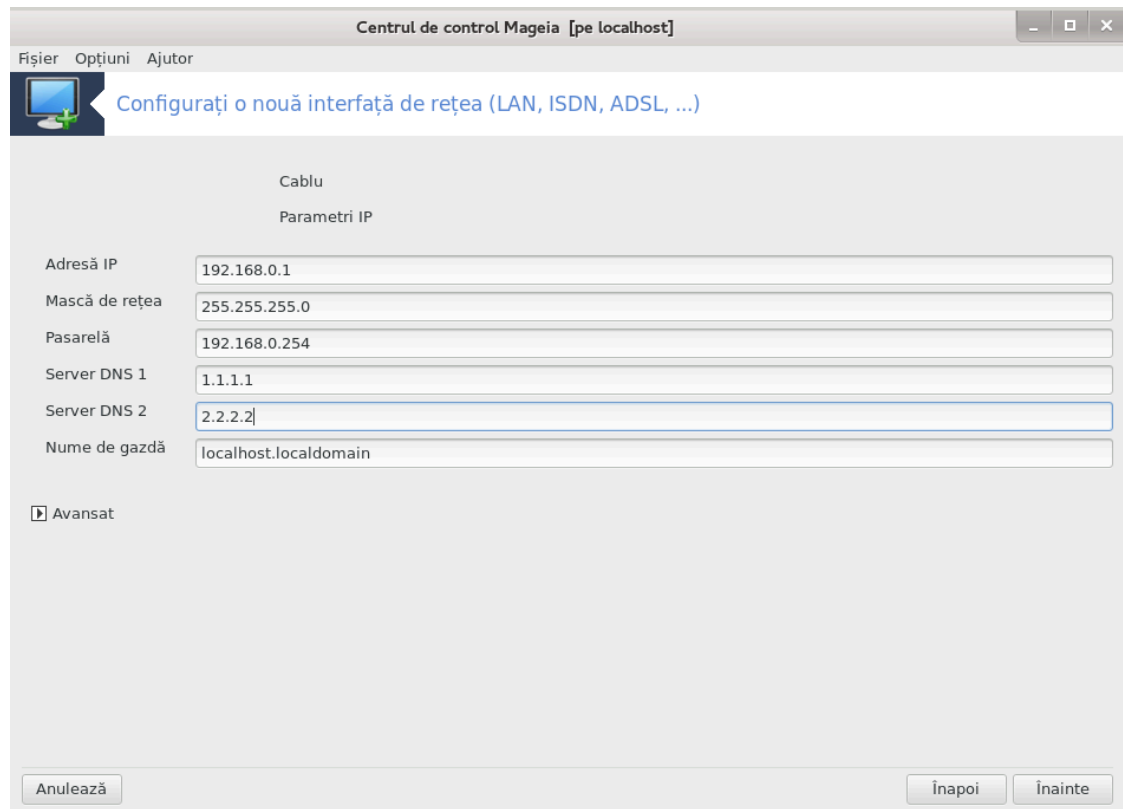 Centrul de control Mageia [pe localhost]
Fișier Opțiuni Ajutor
Configurați o nouă interfață de rețea (LAN, ISDN, ADSL, ...)
Cablu
Parametri IP
Adresă IP 192.168.0.1
Mască de rețea 255.255.255.0
Pasarelă 192.168.0.254
Server DNS 1 1.1.1.1
Server DNS 2 2.2.2.2
Nume de gazdă localhost.localdomain
Avansat
Anulează Înapoi Înainte